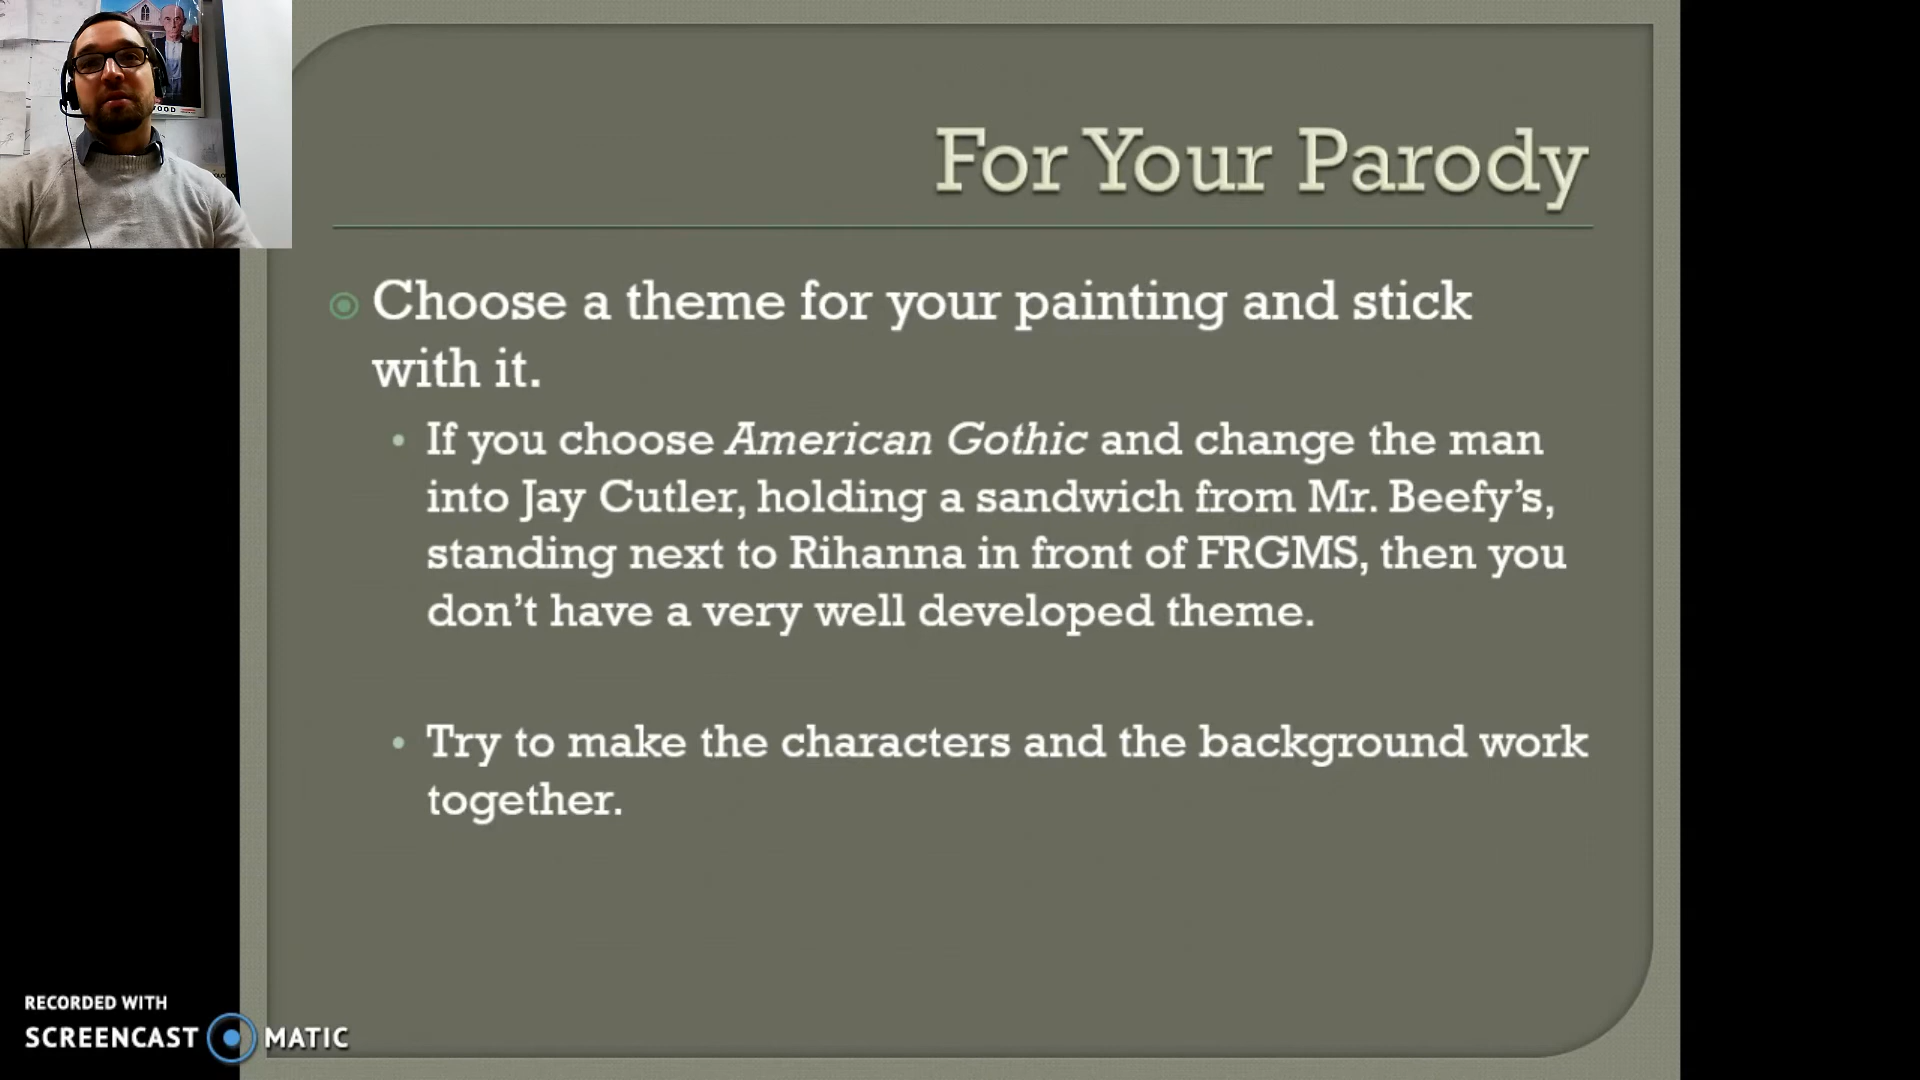 WOOD
For Your Parody
Choose a theme for your painting and stick
with it.
If you choose American Gothic and change the man
into Jay Cutler, holding a sandwich from Mr. Beefy’s,
standing next to Rihanna in front of FRGMS, then you
don’t have a very well developed theme.
Try to make the characters and the background work
together.
RECORDED WITH
SCREENCAST MATIC